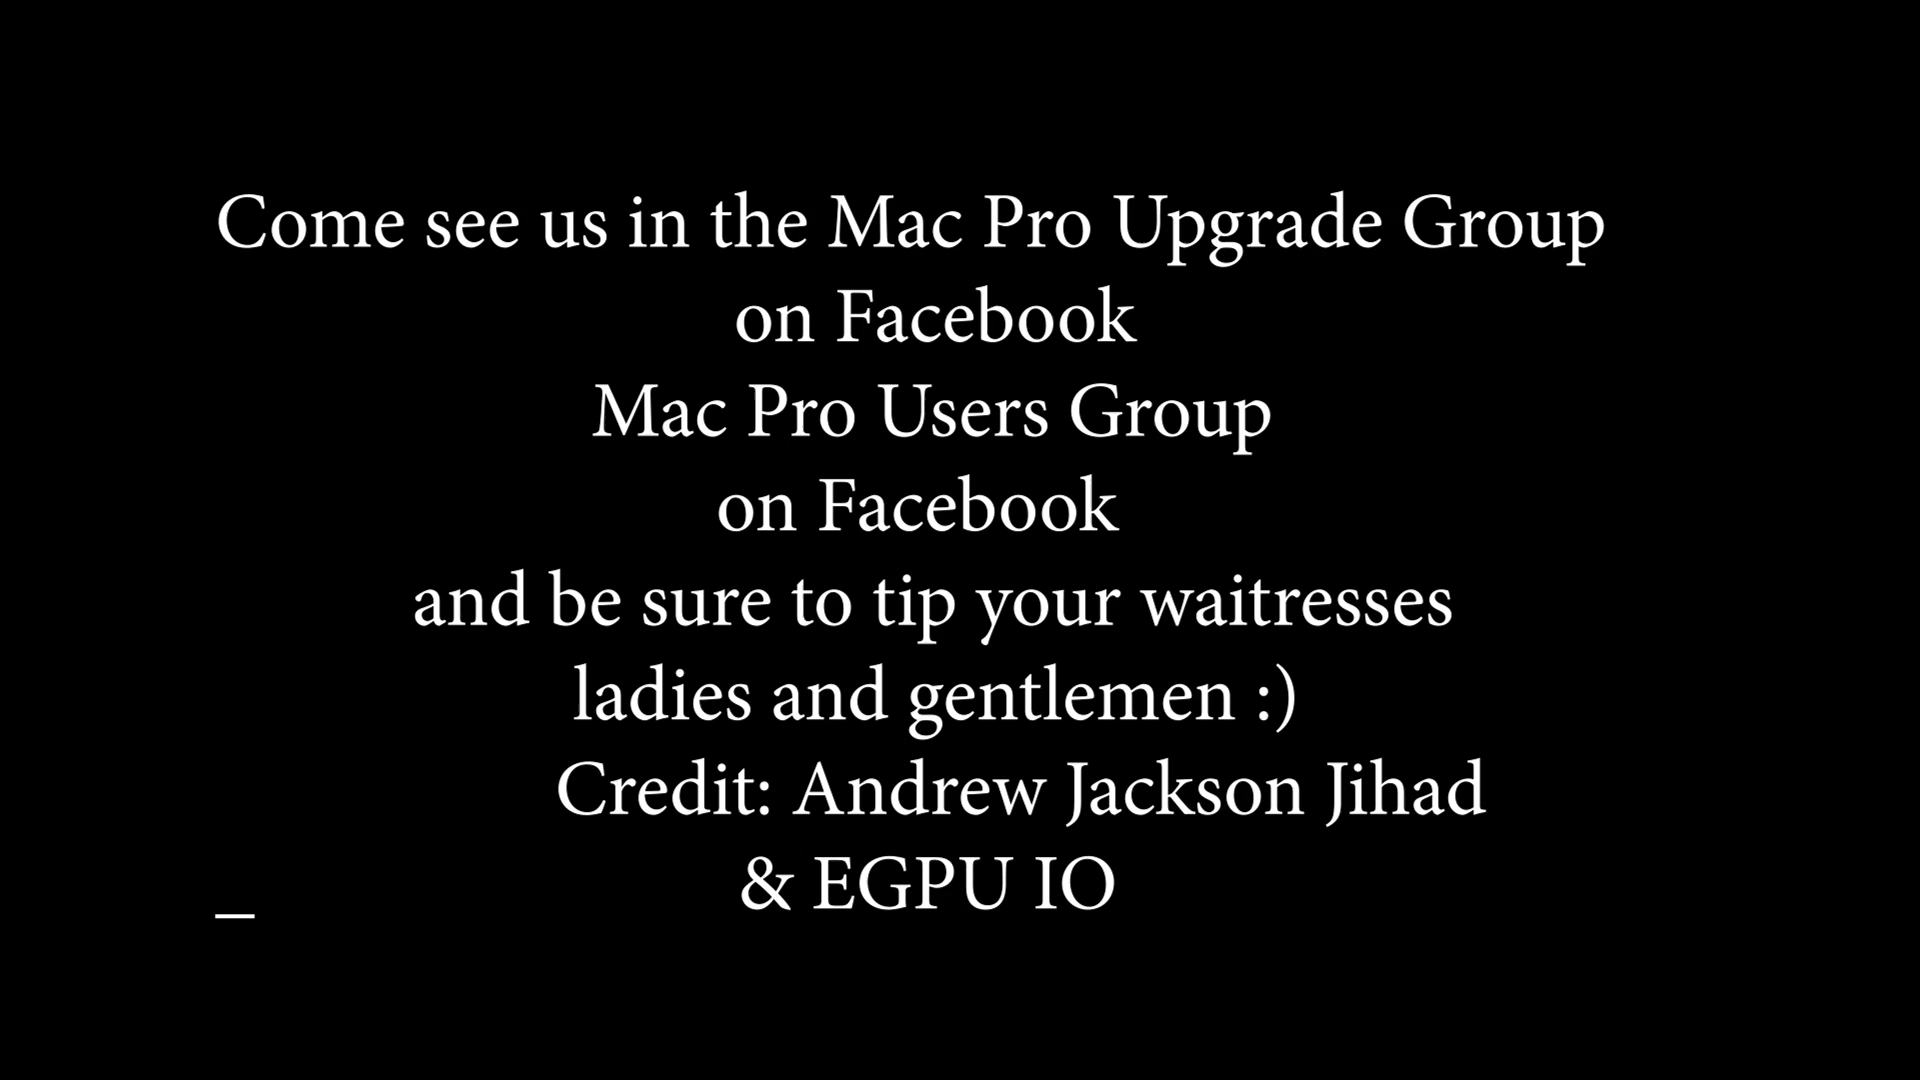 Come see us in the Mac Pro Upgrade Group
on Facebook
Mac Pro Users Group
on Facebook
and be sure to tip your waitresses
ladies and gentlemen :)
Credit: Andrew Jackson Jihad
_ & EGPU IO